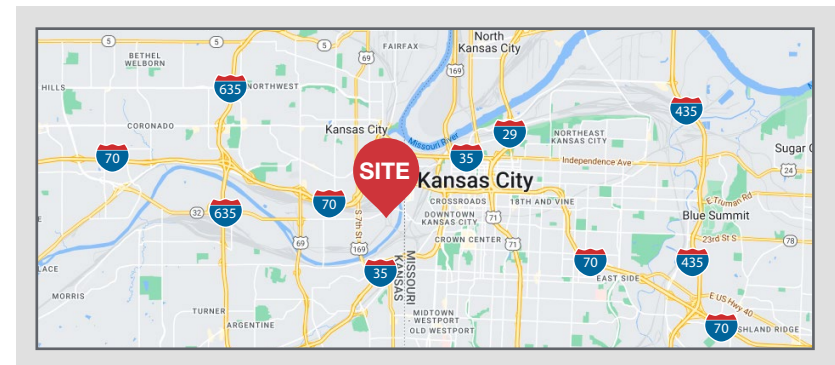 5
5
5
FAIRFAX
North
Kansas City
BETHEL
WELBORN
69
169
HILLS
635
NORTHWEST
435
CORONADO
Kansas City
Missouri River
29
NORTHEAST
KANSAS CITY
Sugar C
70
35
Independence Ave
24
SITE
Kansas City
70
CROSSROADS
18TH AND VINE
E Truman Rd
32
635
S 7th St
DOWNTOWN
KANSAS CITY
71
Blue Summit
69
169
CROWN CENTER
71
23rd St S
78
MISSOURI
KANSAS
35
70
435
LACE
EAST SIDE
MORRIS
E US Hwy 40
TURNER
ARGENTINE
MIDTOWN
- WESTPORT
OLD WESTPORT
70
SHLAND RIDGE